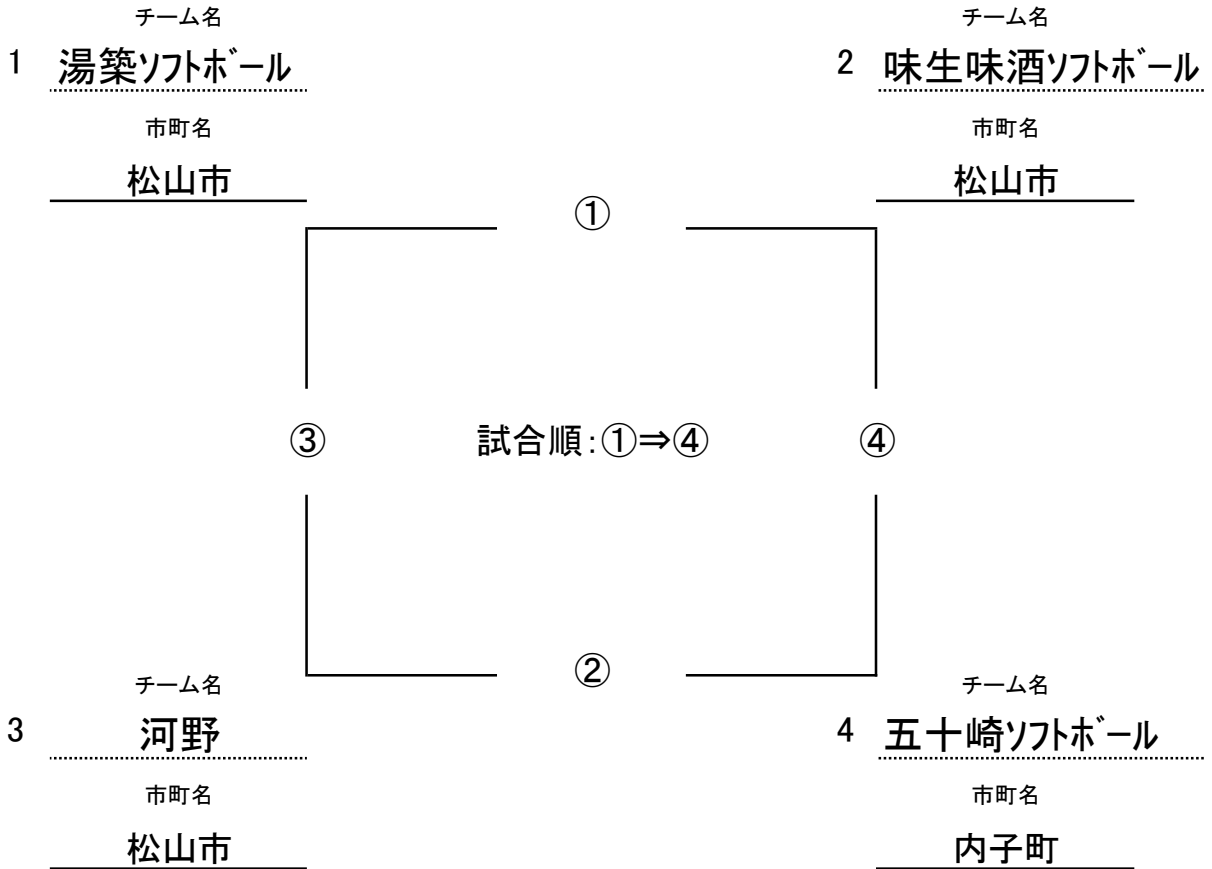 チーム名 チーム名
1 湯築ソフトボール 2 味生味酒ソフトボール
市町名 市町名
松山市 松山市
①
③ 試合順:①⇒④ ④
②
チーム名 チーム名
3 河野 4 五十崎ソフトボール
市町名 市町名
松山市 内子町